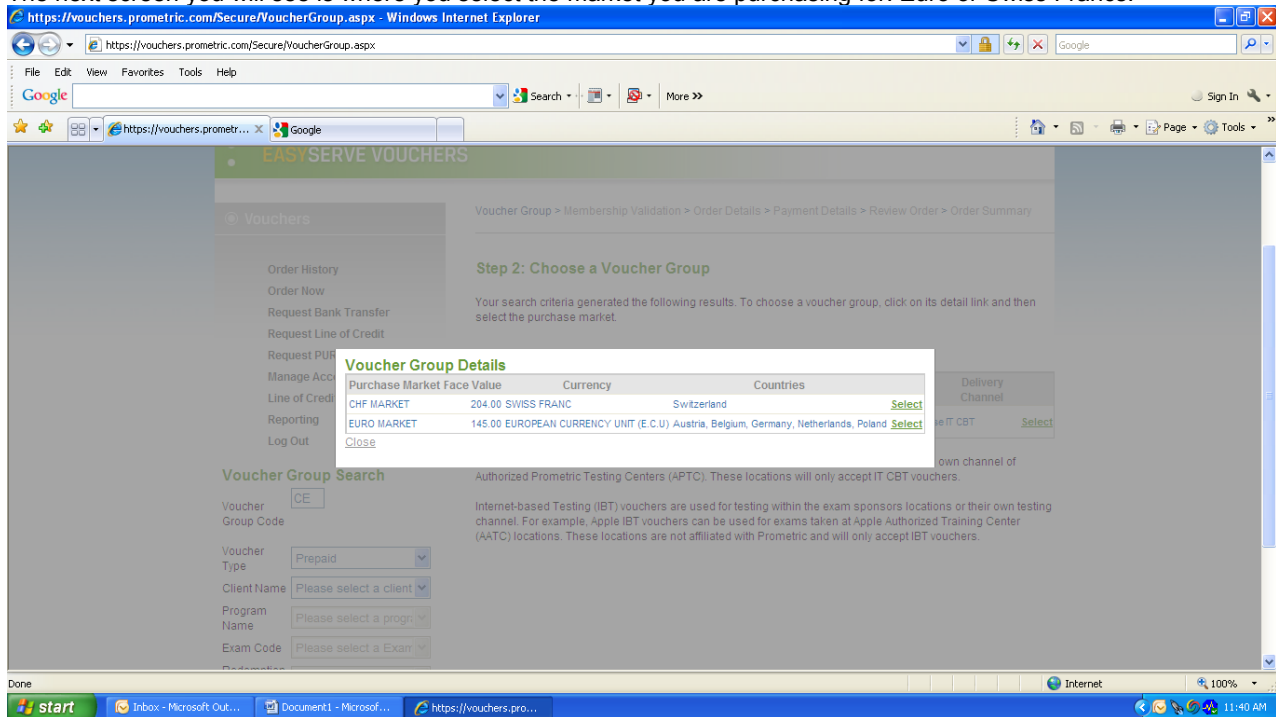 The next screen you will see is where you select the market you are purchasing for: Euro or Swiss Francs.
https://vouchers.prometric.com/Secure/VoucherGroup.aspx - Windows Internet Explorer
https://vouchers.prometric.com/Secure/VoucherGroup.aspx
Google
File Edit View Favorites Tools Help
Google Search More >> Sign In
https://vouchers.prometr... Google Page Tools
EASYSERVE VOUCHERS
Vouchers
Voucher Group > Membership Validation > Order Details > Payment Details > Review Order > Order Summary
Order History
Order Now
Request Bank Transfer
Request Line of Credit
Request PUR
Manage Acco
Line of Credi
Reporting
Log Out
Step 2: Choose a Voucher Group
Your search criteria generated the following results. To choose a voucher group, click on its detail link and then
select the purchase market.
Delivery
Channel
IT CBT Select
Voucher Group Details
Purchase Market Face Value Currency Countries
CHF MARKET 204.00 SWISS FRANC Switzerland Select
EURO MARKET 145.00 EUROPEAN CURRENCY UNIT (E.C.U) Austria, Belgium, Germany, Netherlands, Poland Select
Close
own channel of
Authorized Prometric Testing Centers (APTC). These locations will only accept IT CBT vouchers.
Internet-based Testing (IBT) vouchers are used for testing within the exam sponsors locations or their own testing
channel. For example, Apple IBT vouchers can be used for exams taken at Apple Authorized Training Center
(AATC) locations. These locations are not affiliated with Prometric and will only accept IBT vouchers.
Voucher Group Search
Voucher
Group Code
CE
Voucher
Type
Prepaid
Client Name Please select a client
Program
Name
Please select a progr
Exam Code Please select a Exam
Done Internet 100%
start Inbox - Microsoft Out... Document1 - Microsof... https://vouchers.pro... 11:40 AM